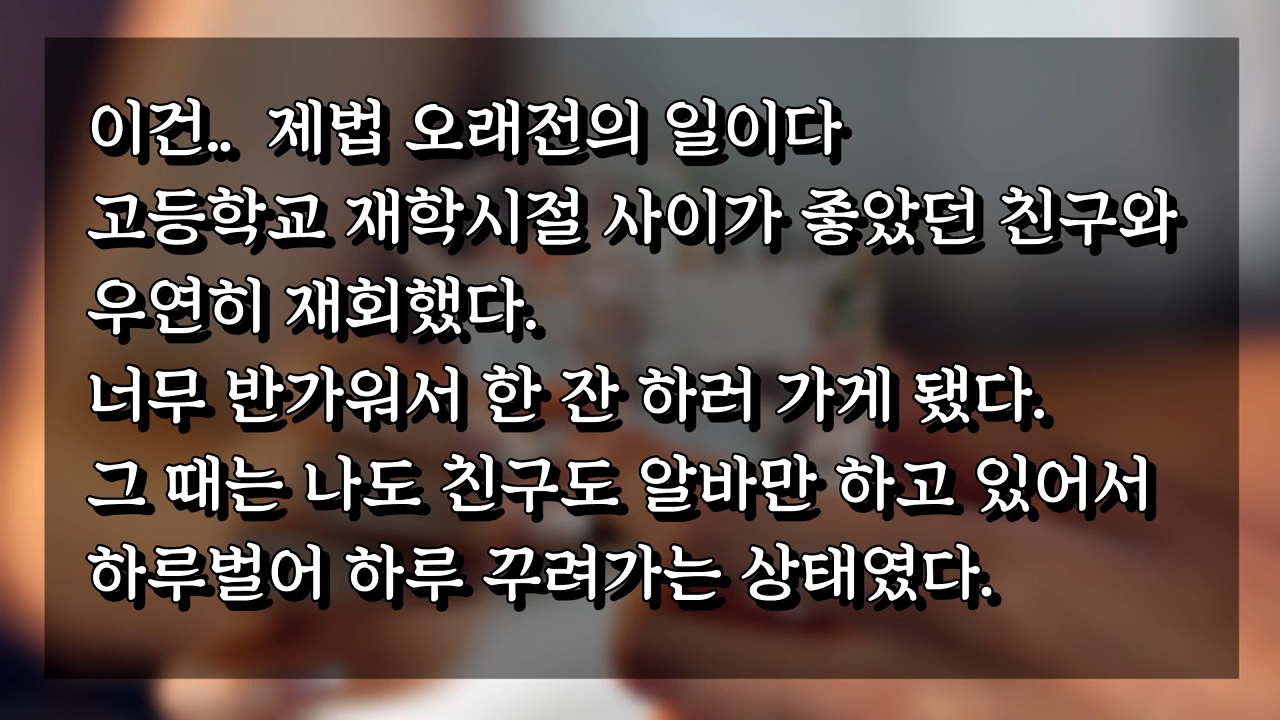 이건.. 제법 오래전의 일이다
고등학교 재학시절 사이가 좋았던 친구와
우연히 재회했다.
너무 반가워서 한 잔 하러 가게 됐다.
그 때는 나도 친구도 알바만 하고 있어서
하루벌어 하루 꾸려가는 상태였다.